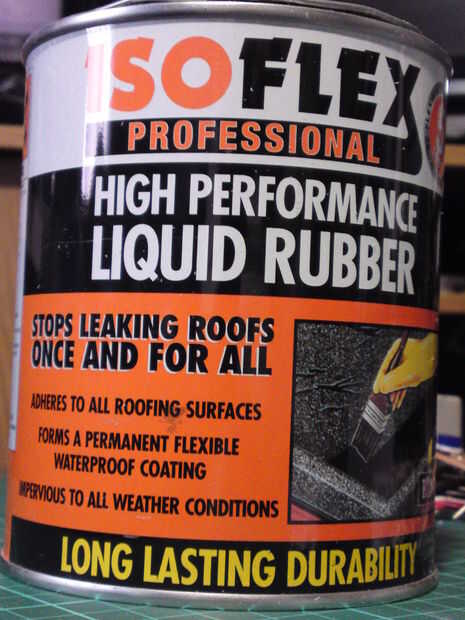 ISOFLEX
PROFESSIONAL
HIGH PERFORMANCE
LIQUID RUBBER
STOPS LEAKING ROOFS
ONCE AND FOR ALL
ADHERES TO ALL ROOFING SURFACES
FORMS A PERMANENT FLEXIBLE
WATERPROOF COATING
IMPERVIOUS TO ALL WEATHER CONDITIONS
LONG LASTING DURABILITY